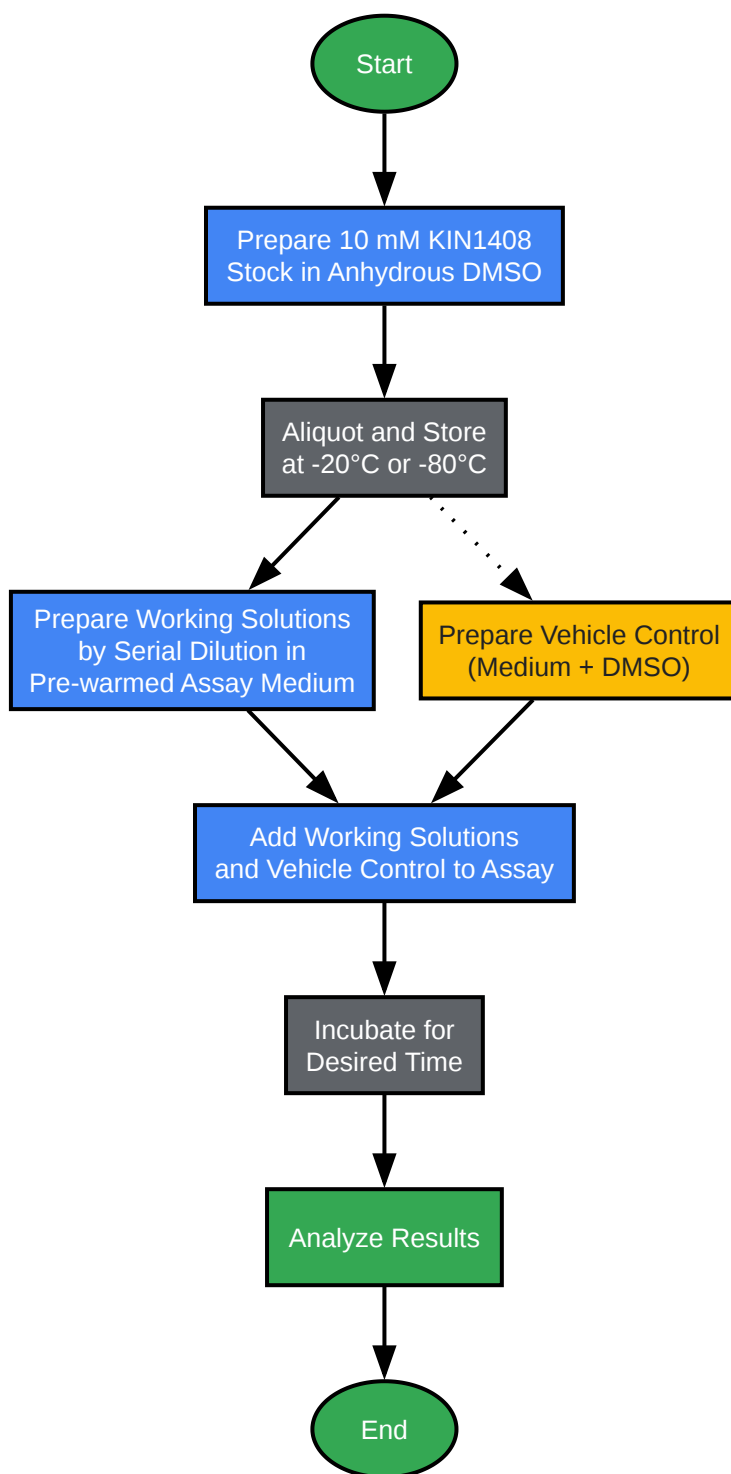 Start
Prepare 10 mM KIN1408
Stock in Anhydrous DMSO
Aliquot and Store
at -20°C or -80°C
Prepare Working Solutions
by Serial Dilution in
Pre-warmed Assay Medium
Prepare Vehicle Control
(Medium + DMSO)
Add Working Solutions
and Vehicle Control to Assay
Incubate for
Desired Time
Analyze Results
End